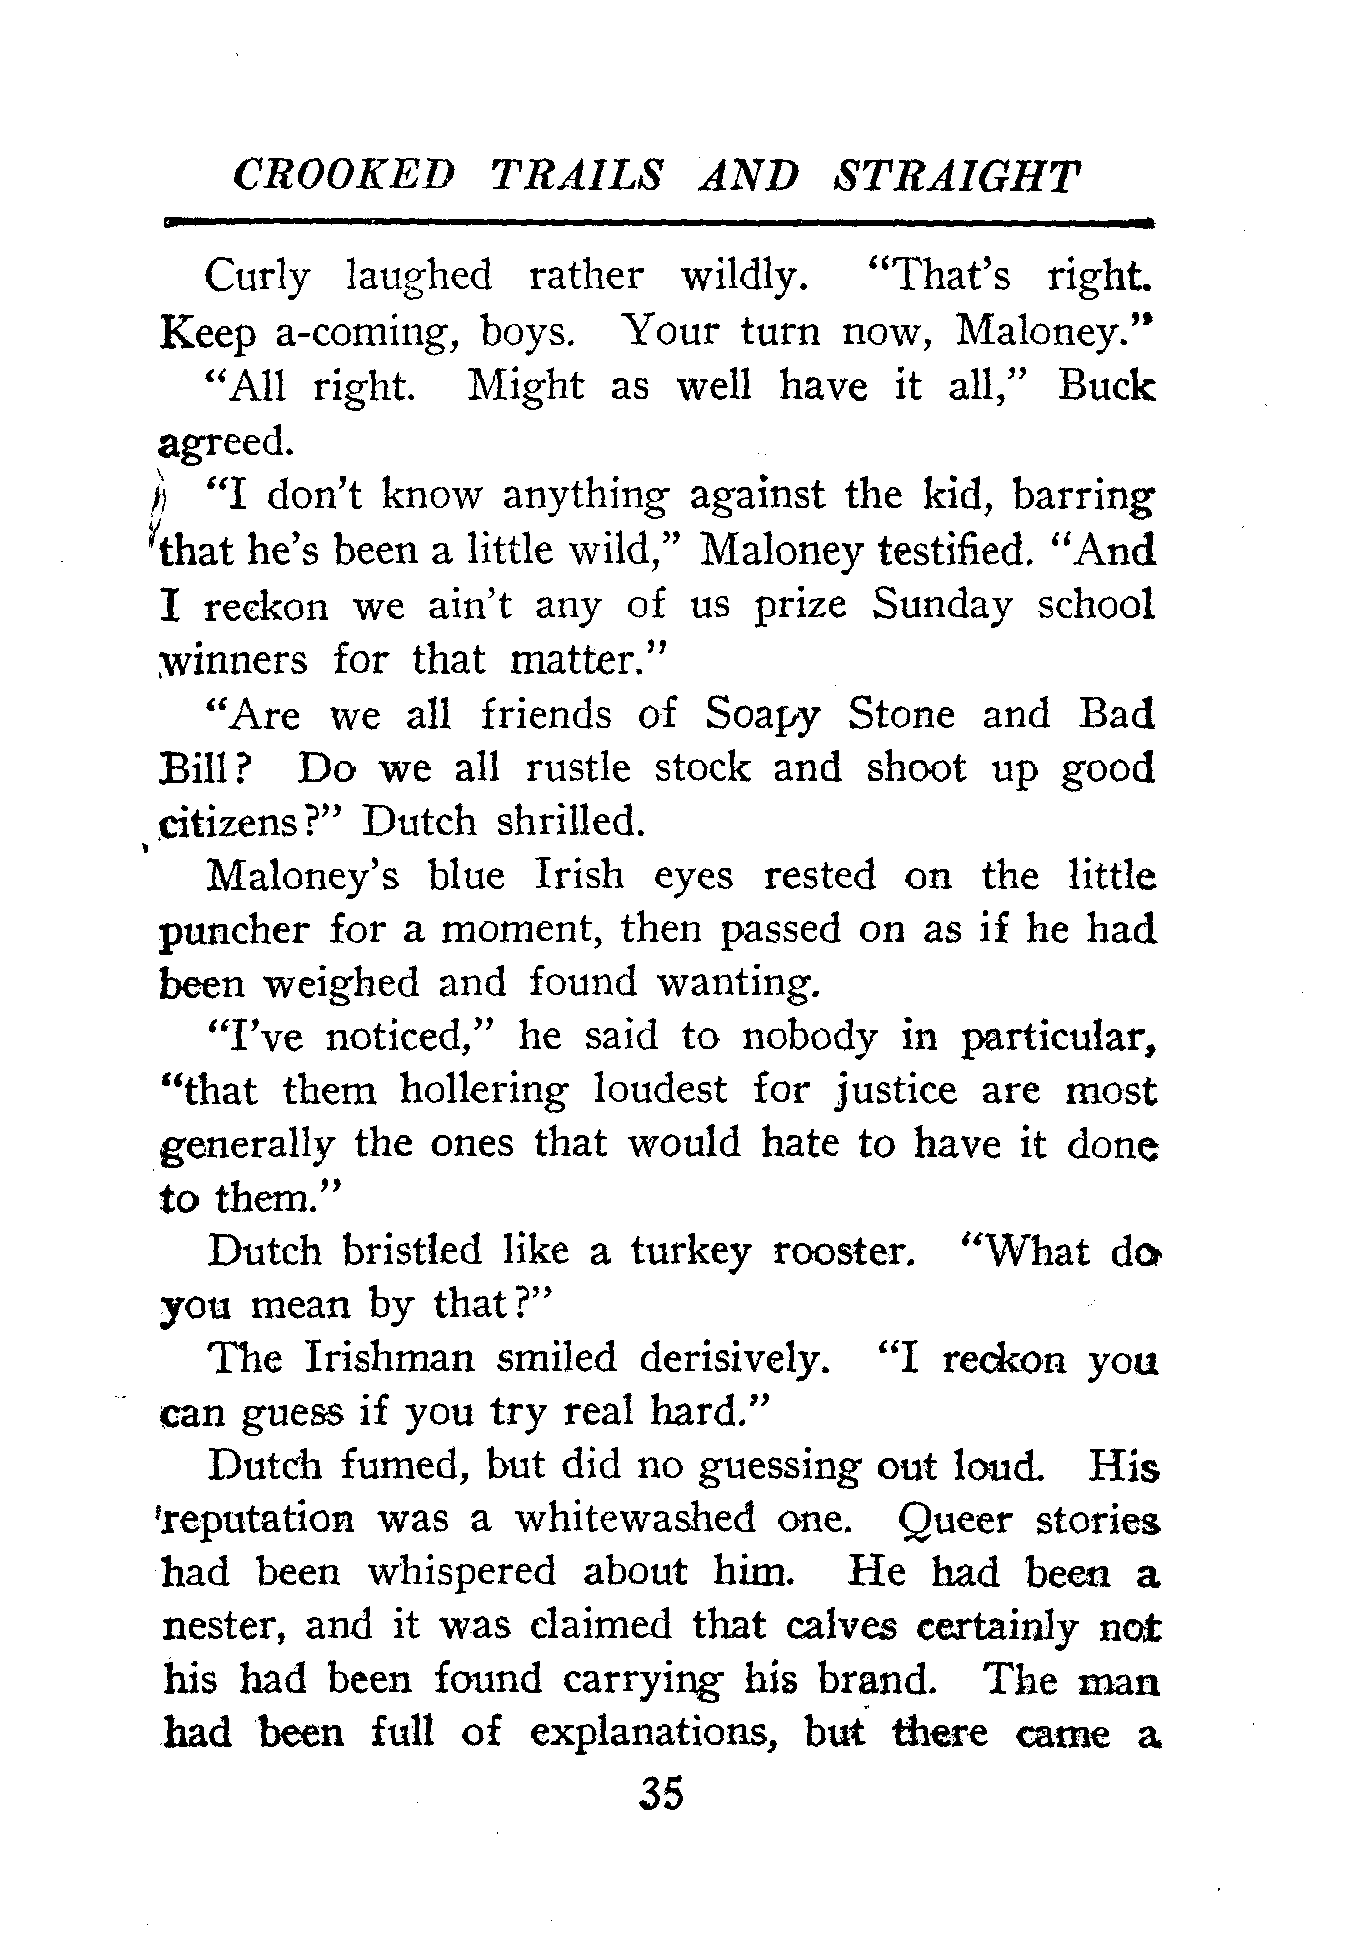 CROOKED TRAILS AND STRAIGHT
Curly laughed rather wildly. "That's right.
Keep a-coming, boys. Your turn now, Maloney."
"All right. Might as well have it all," Buck
agreed.
"I don't know anything against the kid, barring
that he's been a little wild," Maloney testified. "And
I reckon we ain't any of us prize Sunday school
winners for that matter."
"Are we all friends of Soapy Stone and Bad
Bill? Do we all rustle stock and shoot up good
citizens?" Dutch shrilled.
Maloney's blue Irish eyes rested on the little
puncher for a moment, then passed on as if he had
been weighed and found wanting.
"I've noticed," he said to nobody in particular,
"that them hollering loudest for justice are most
generally the ones that would hate to have it done
to them."
Dutch bristled like a turkey rooster. "What do
you mean by that?"
The Irishman smiled derisively. "I reckon you
can guess if you try real hard."
Dutch fumed, but did no guessing out loud. His
reputation was a whitewashed one. Queer stories
had been whispered about him. He had been a
nester, and it was claimed that calves certainly not
his had been found carrying his brand. The man
had been full of explanations, but there came a
35